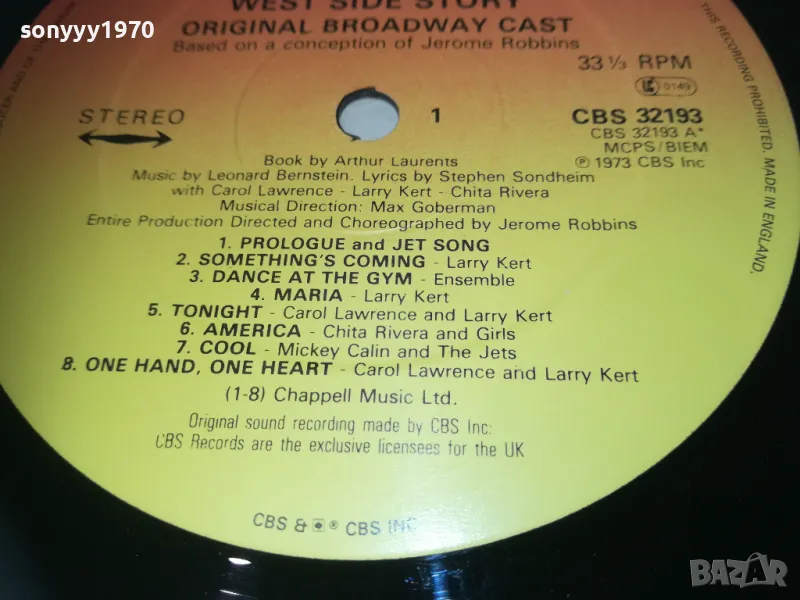 sonyyy1970
WEST SIDE STORY
ORIGINAL BROADWAY CAST
Based on a conception of Jerome Robbins
33 1/3 RPM
0149
STEREO
1
CBS 32193
CBS 32193 A*
MCPS/BIEM
℗ 1973 CBS Inc
Book by Arthur Laurents
Music by Leonard Bernstein. Lyrics by Stephen Sondheim
with Carol Lawrence - Larry Kert - Chita Rivera
Musical Direction: Max Goberman
Entire Production Directed and Choreographed by Jerome Robbins
1. PROLOGUE and JET SONG
2. SOMETHING'S COMING - Larry Kert
3. DANCE AT THE GYM - Ensemble
4. MARIA - Larry Kert
5. TONIGHT - Carol Lawrence and Larry Kert
6. AMERICA - Chita Rivera and Girls
7. COOL - Mickey Calin and The Jets
8. ONE HAND, ONE HEART - Carol Lawrence and Larry Kert
(1-8) Chappell Music Ltd.
Original sound recording made by CBS Inc:
CBS Records are the exclusive licensees for the UK
CBS & ® CBS INC
THIS RECORDING PROHIBITED. MADE IN ENGLAND.
BAZAR